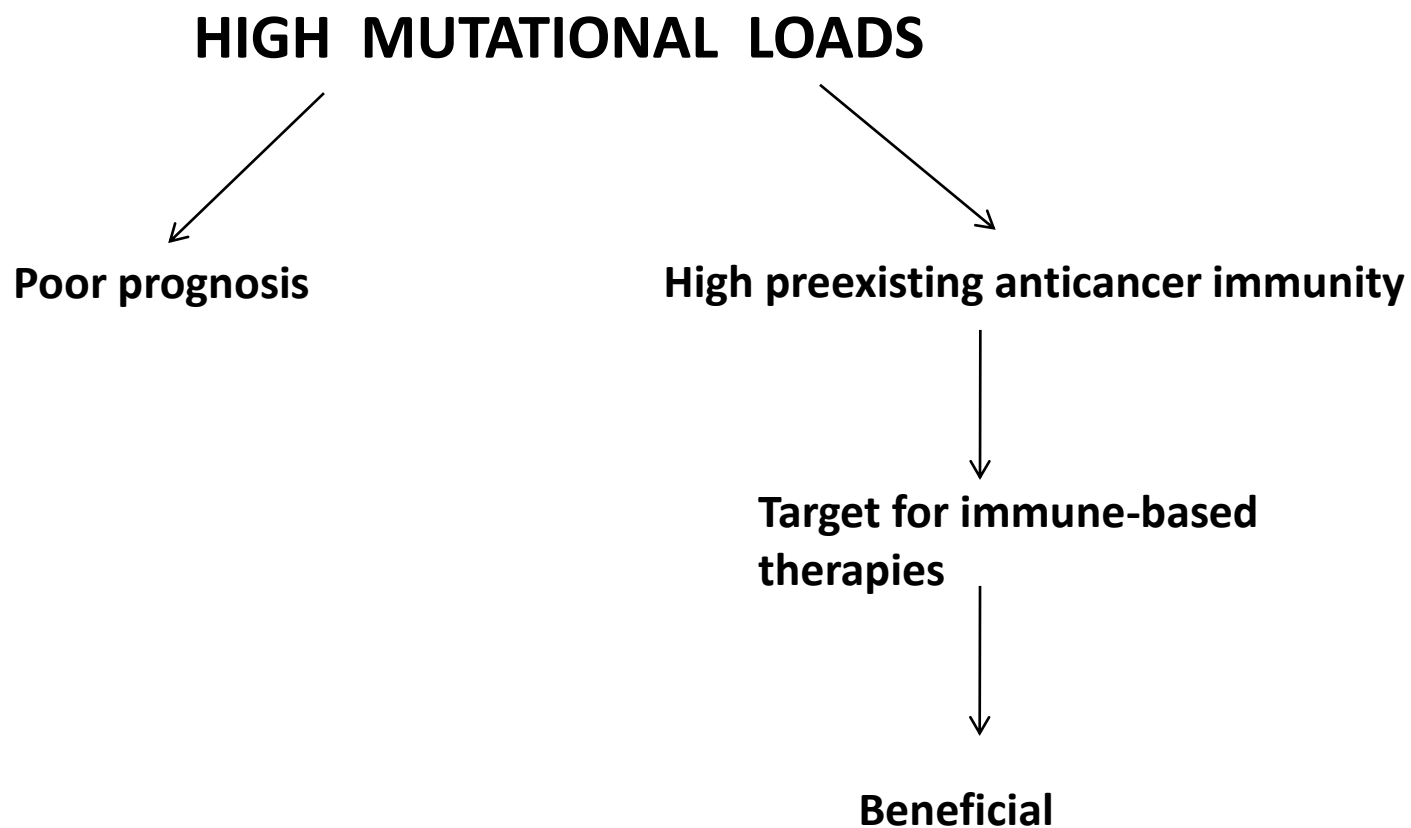 HIGH MUTATIONAL LOADS
Poor prognosis
High preexisting anticancer immunity
Target for immune-based
therapies
Beneficial